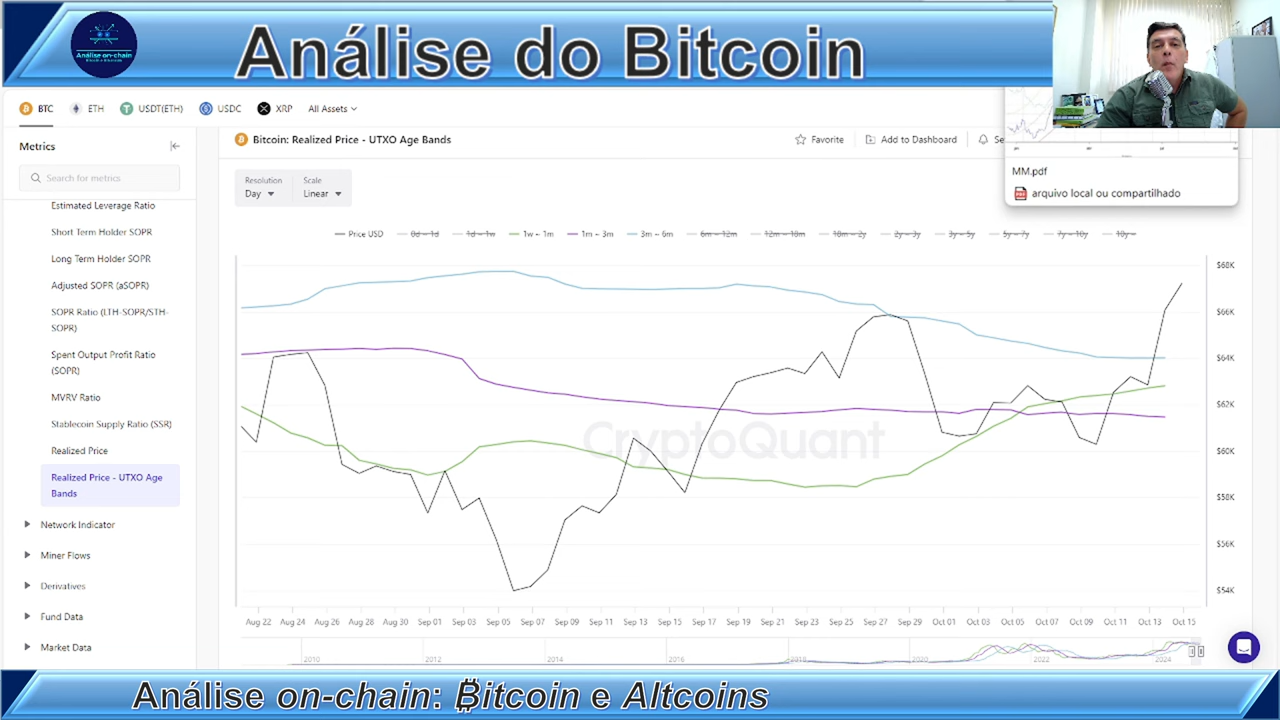 Análise do Bitcoin
Análise on-chain
BTC ETH USDT(ETH) USDC XRP All Assets
Metrics
Search for metrics
Estimated Leverage Ratio
Short Term Holder SOPR
Long Term Holder SOPR
Adjusted SOPR (aSOPR)
SOPR Ratio (LTH-SOPR/STH-
SOPR)
Spent Output Profit Ratio
(SOPR)
MVRV Ratio
Stablecoin Supply Ratio (SSR)
Realized Price
Realized Price - UTXO Age
Bands
Network Indicator
Miner Flows
Derivatives
Fund Data
Market Data
Bitcoin: Realized Price - UTXO Age Bands
Favorite Add to Dashboard Se
MM.pdf
arquivo local ou compartilhado
Resolution Scale
Day Linear
Price USD 0d ~ 1d 1d ~ 1w 1w ~ 1m 1m ~ 3m 3m ~ 6m 6m ~ 12m 12m ~ 18m 18m ~ 2y 2y ~ 3y 3y ~ 5y 5y ~ 7y 7y ~ 10y 10y ~
$68K
$66K
$64K
$62K
$60K
$58K
$56K
$54K
CryptoQuant
Aug 22 Aug 24 Aug 26 Aug 28 Aug 30 Sep 01 Sep 03 Sep 05 Sep 07 Sep 09 Sep 11 Sep 13 Sep 15 Sep 17 Sep 19 Sep 21 Sep 23 Sep 25 Sep 27 Sep 29 Oct 01 Oct 03 Oct 05 Oct 07 Oct 09 Oct 11 Oct 13 Oct 15
2010 2012 2014 2016 2018 2020 2022 2024
Análise on-chain: ₿itcoin e Altcoins